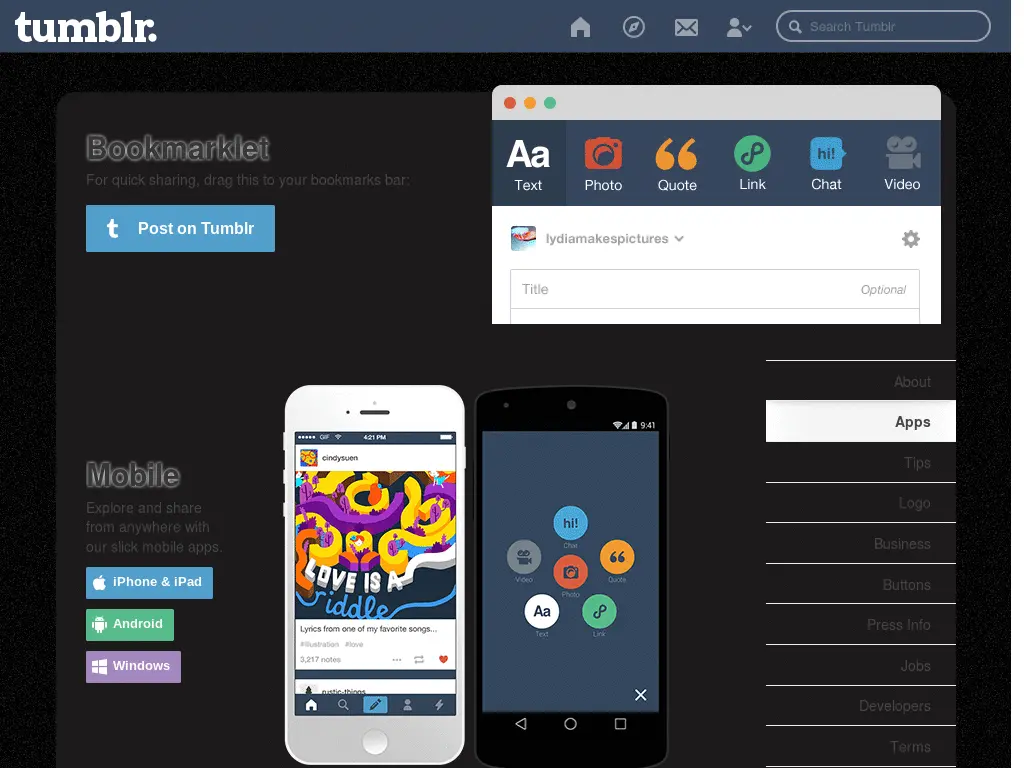 tumblr.
Search Tumblr
Bookmarklet
For quick sharing, drag this to your bookmarks bar:
Post on Tumblr
Aa
hi!
Text
Photo
Quote
Link
Chat
Video
lydiamakespictures
Title
Optional
Mobile
Explore and share
from anywhere with
our slick mobile apps.
iPhone & iPad
Android
Windows
GIF
4:21 PM
cindysuen
LOVE IS A
riddle
Lyrics from one of my favorite songs...
#illustration #love
3,217 notes
rustic-things
9:41
hi!
Chat
Video
Quote
Photo
Aa
Text
Link
About
Apps
Tips
Logo
Business
Buttons
Press Info
Jobs
Developers
Terms